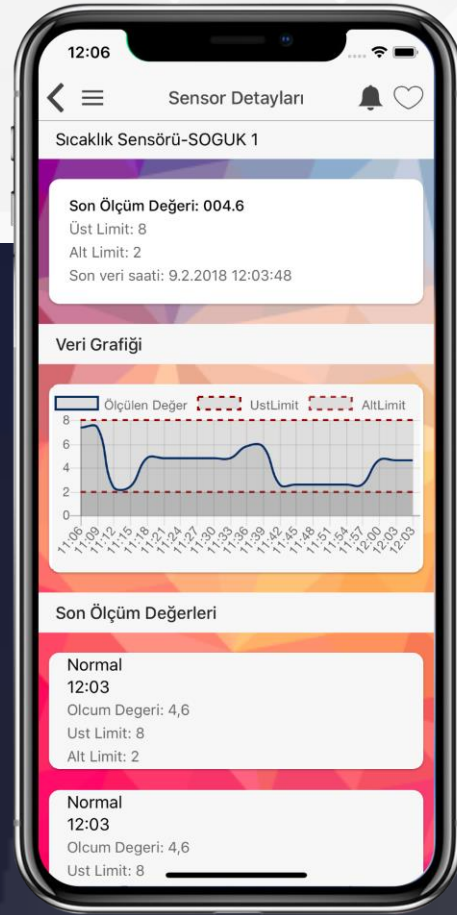 12:06
Sensor Detayları
Sıcaklık Sensörü-SOGUK 1
Son Ölçüm Değeri: 004.6
Üst Limit: 8
Alt Limit: 2
Son veri saati: 9.2.2018 12:03:48
Veri Grafiği
Ölçülen Değer UstLimit AltLimit
8
6
4
2
0
11:06 11:09 11:12 11:15 11:18 11:21 11:24 11:27 11:30 11:33 11:36 11:39 11:42 11:45 11:48 11:51 11:54 11:57 12:00 12:03 12:03
Son Ölçüm Değerleri
Normal
12:03
Olcum Degeri: 4,6
Ust Limit: 8
Alt Limit: 2
Normal
12:03
Olcum Degeri: 4,6
Ust Limit: 8